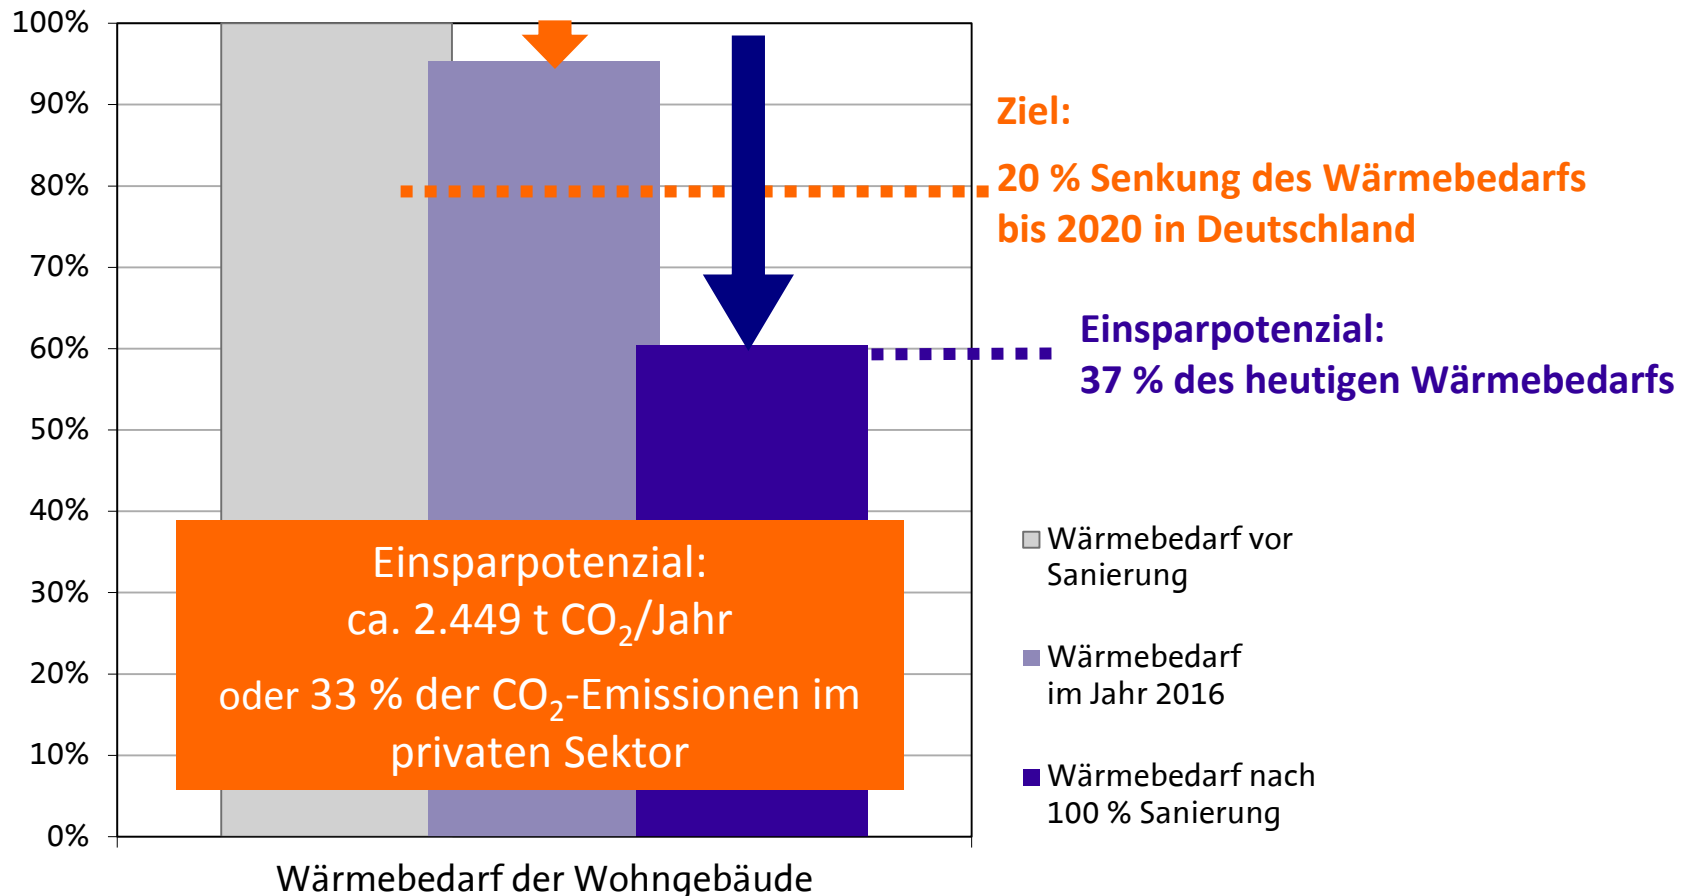 100%
90%
80%
70%
60%
50%
40%
30%
20%
10%
0%
Ziel:
20 % Senkung des Wärmebedarfs
bis 2020 in Deutschland
Einsparpotenzial:
37 % des heutigen Wärmebedarfs
Einsparpotenzial:
ca. 2.449 t CO₂/Jahr
oder 33 % der CO₂-Emissionen im
privaten Sektor
Wärmebedarf vor
Sanierung
Wärmebedarf
im Jahr 2016
Wärmebedarf nach
100 % Sanierung
Wärmebedarf der Wohngebäude